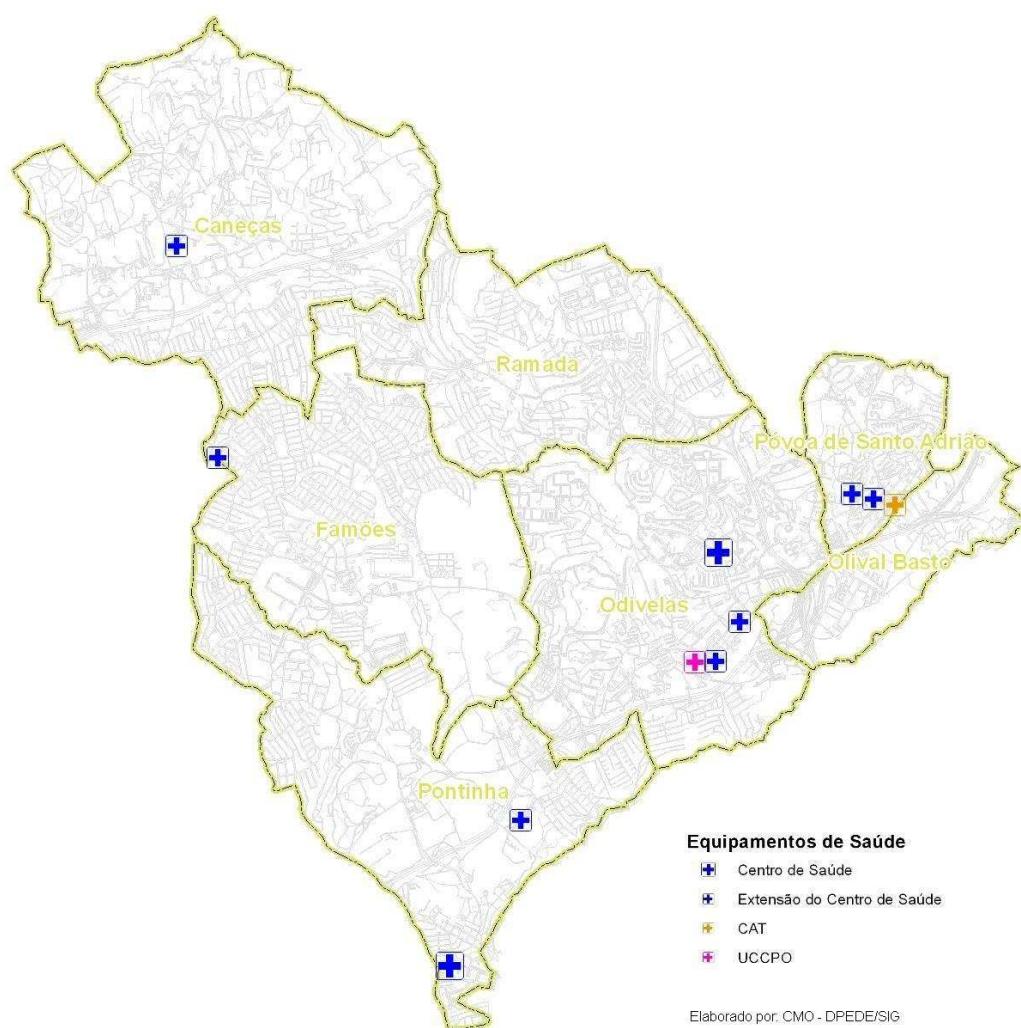 Caneças
Ramada
Póvoa de Santo Adrião
Famões
Olival Basto
Odivelas
Pontinha
Equipamentos de Saúde
Centro de Saúde
Extensão do Centro de Saúde
CAT
UCCPO
Elaborado por: CMO - DPEDE/SIG